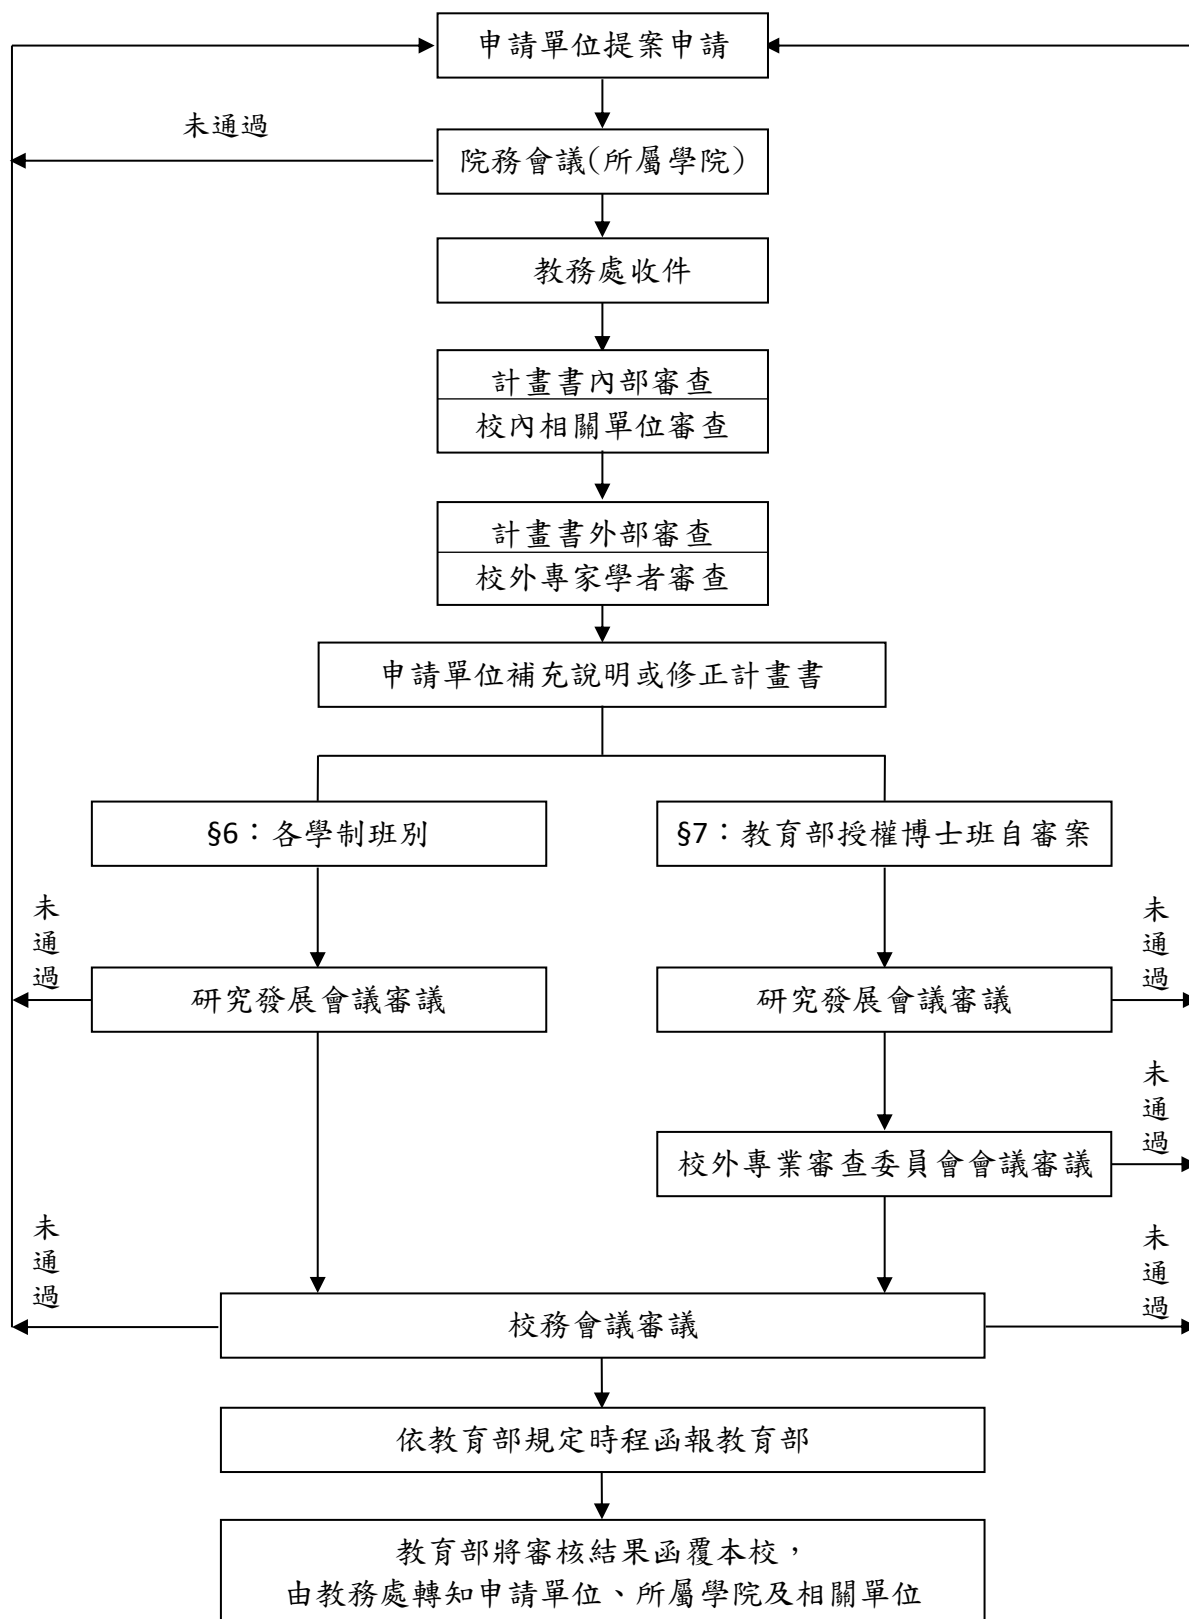 申請單位提案申請
未通過
院務會議(所屬學院)
教務處收件
計畫書內部審查
校內相關單位審查
計畫書外部審查
校外專家學者審查
申請單位補充說明或修正計畫書
§6：各學制班別
§7：教育部授權博士班自審案
未通過
研究發展會議審議
研究發展會議審議
未通過
校外專業審查委員會會議審議
未通過
未通過
校務會議審議
未通過
依教育部規定時程函報教育部
教育部將審核結果函覆本校，
由教務處轉知申請單位、所屬學院及相關單位